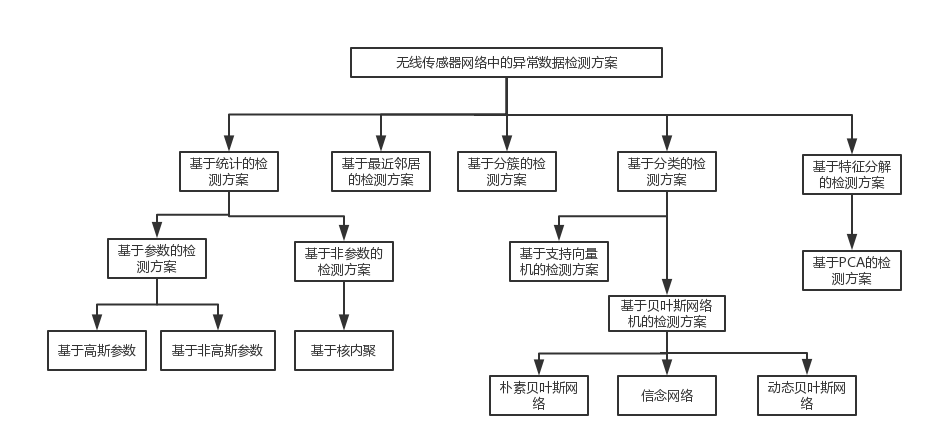 无线传感器网络中的异常数据检测方案
基于统计的检
测方案
基于最近邻居
的检测方案
基于分簇的检
测方案
基于分类的检
测方案
基于特征分解
的检测方案
基于参数的检
测方案
基于非参数的
检测方案
基于支持向量
机的检测方案
基于PCA的检
测方案
基于贝叶斯网络
机的检测方案
基于高斯参数
基于非高斯参数
基于核内聚
朴素贝叶斯网
络
信念网络
动态贝叶斯网
络